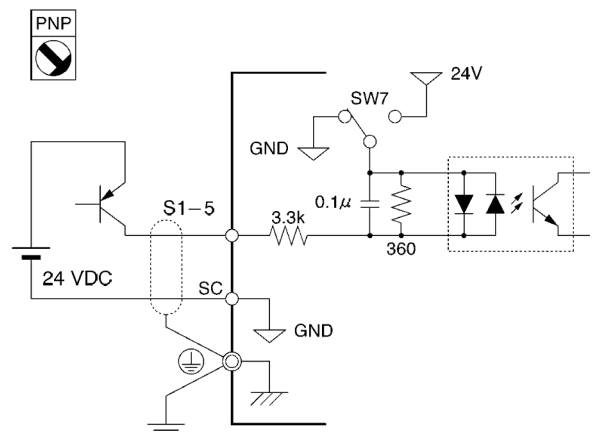 PNP
24V
SW7
GND
S1-5
3.3k
0.1μ
360
24 VDC
SC
GND